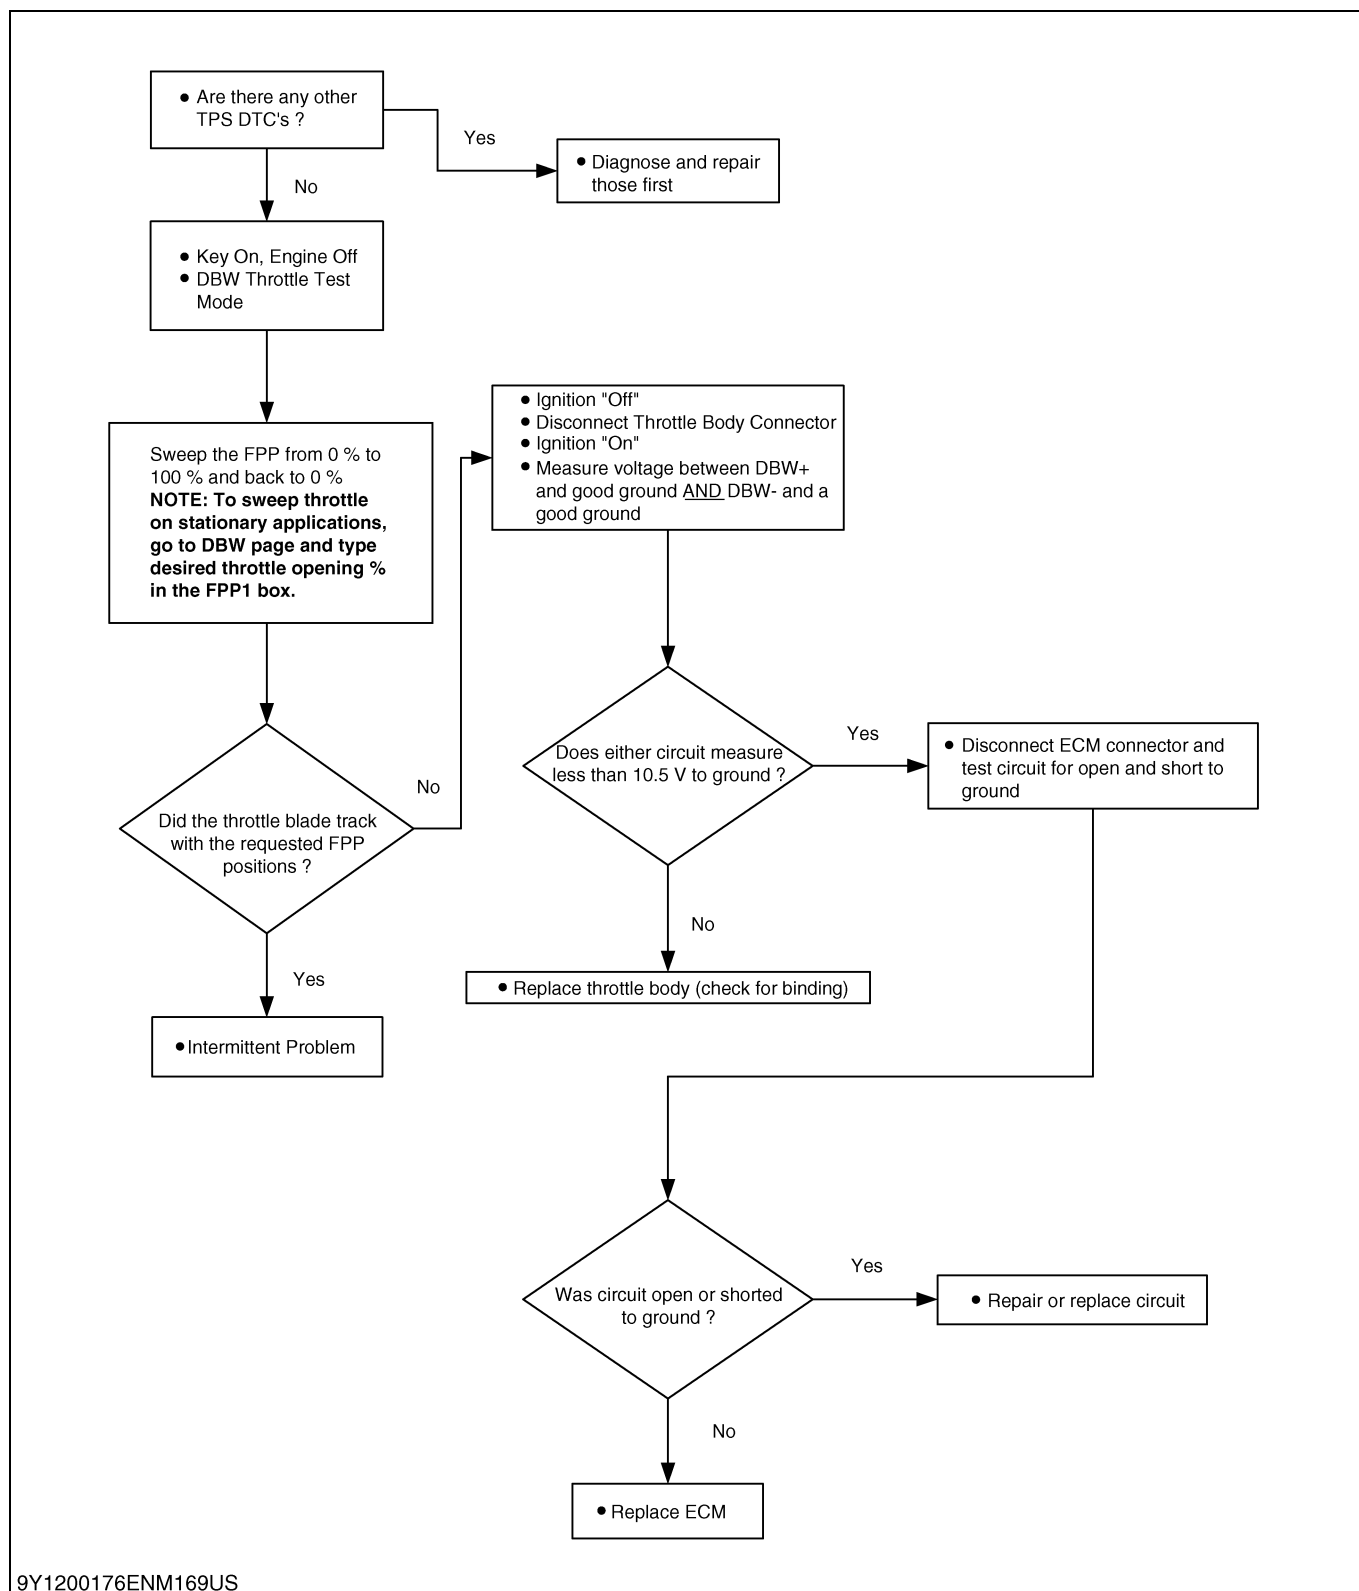 ● Are there any other
TPS DTC's ?
Yes
● Diagnose and repair
those first
No
● Key On, Engine Off
● DBW Throttle Test
Mode
Sweep the FPP from 0 % to
100 % and back to 0 %
NOTE: To sweep throttle
on stationary applications,
go to DBW page and type
desired throttle opening %
in the FPP1 box.
● Ignition "Off"
● Disconnect Throttle Body Connector
● Ignition "On"
● Measure voltage between DBW+
and good ground AND DBW- and a
good ground
Did the throttle blade track
with the requested FPP
positions ?
No
Yes
● Intermittent Problem
Does either circuit measure
less than 10.5 V to ground ?
Yes
● Disconnect ECM connector and
test circuit for open and short to
ground
No
● Replace throttle body (check for binding)
Was circuit open or shorted
to ground ?
Yes
● Repair or replace circuit
No
● Replace ECM
9Y1200176ENM169US